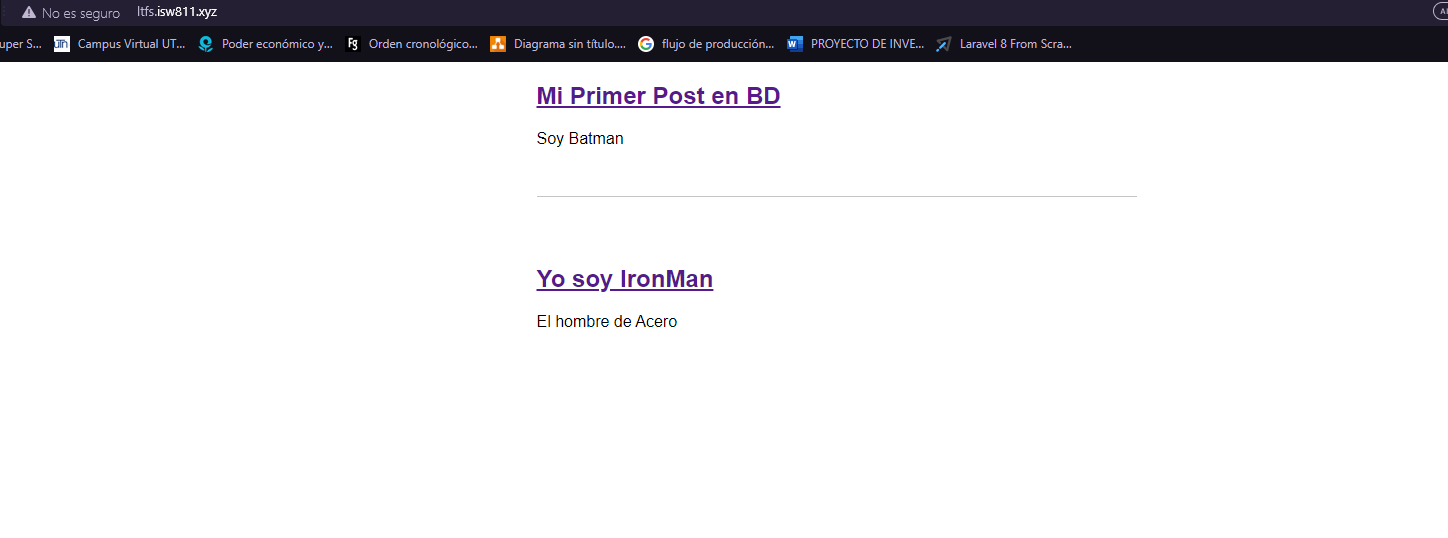 No es seguro ltfs.isw811.xyz
uper S... Campus Virtual UT... Poder económico y... Fg Orden cronológico... Diagrama sin título.... flujo de producción... PROYECTO DE INVE... Laravel 8 From Scra...
Mi Primer Post en BD
Soy Batman
Yo soy IronMan
El hombre de Acero